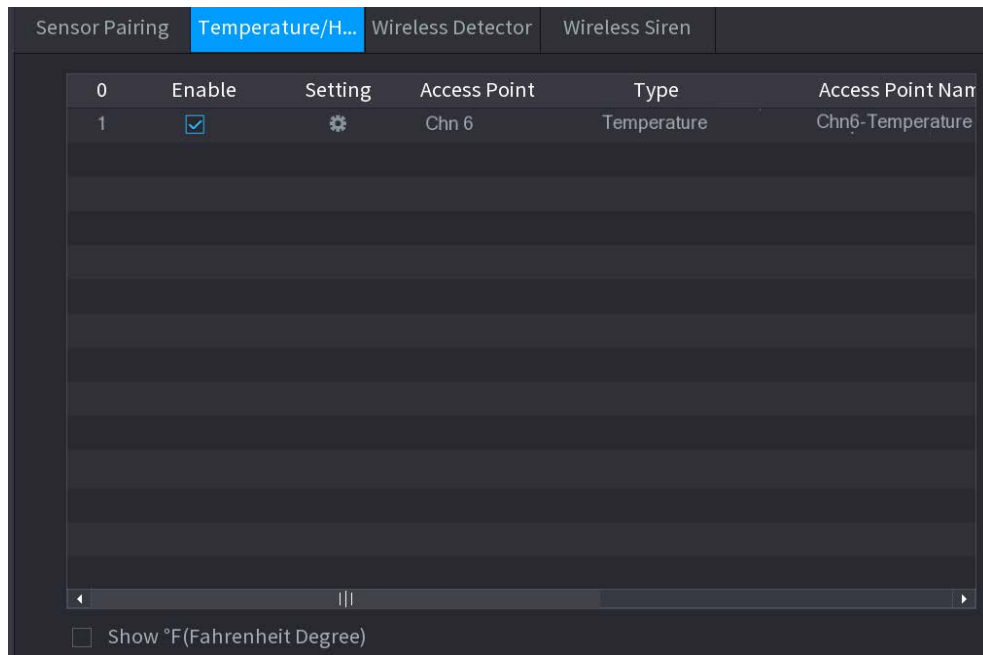 Sensor Pairing Temperature/H... Wireless Detector Wireless Siren
0 Enable Setting Access Point Type Access Point Nam
1 Chn 6 Temperature Chn6-Temperature
Show °F(Fahrenheit Degree)